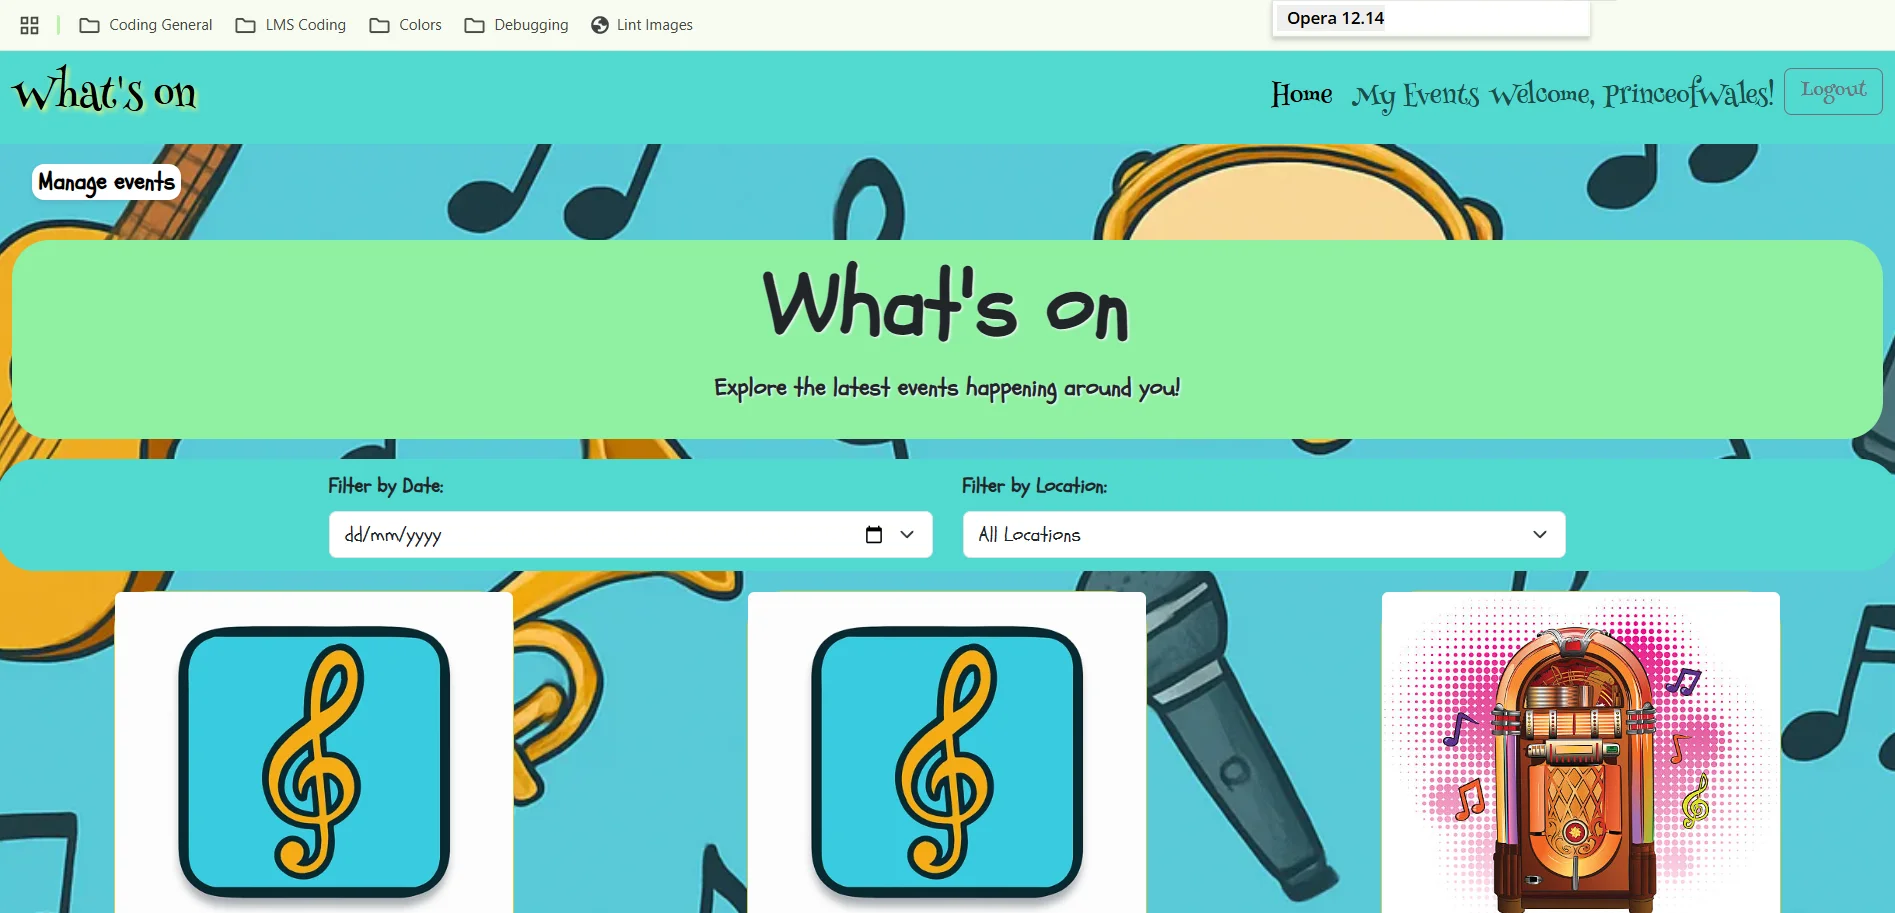 Coding General LMS Coding Colors Debugging Lint Images
Opera 12.14
What's on
Home My Events Welcome, Princeofwales! Logout
Manage events
What's on
Explore the latest events happening around you!
Filter by Date: Filter by Location:
dd/mm/yyyy All Locations